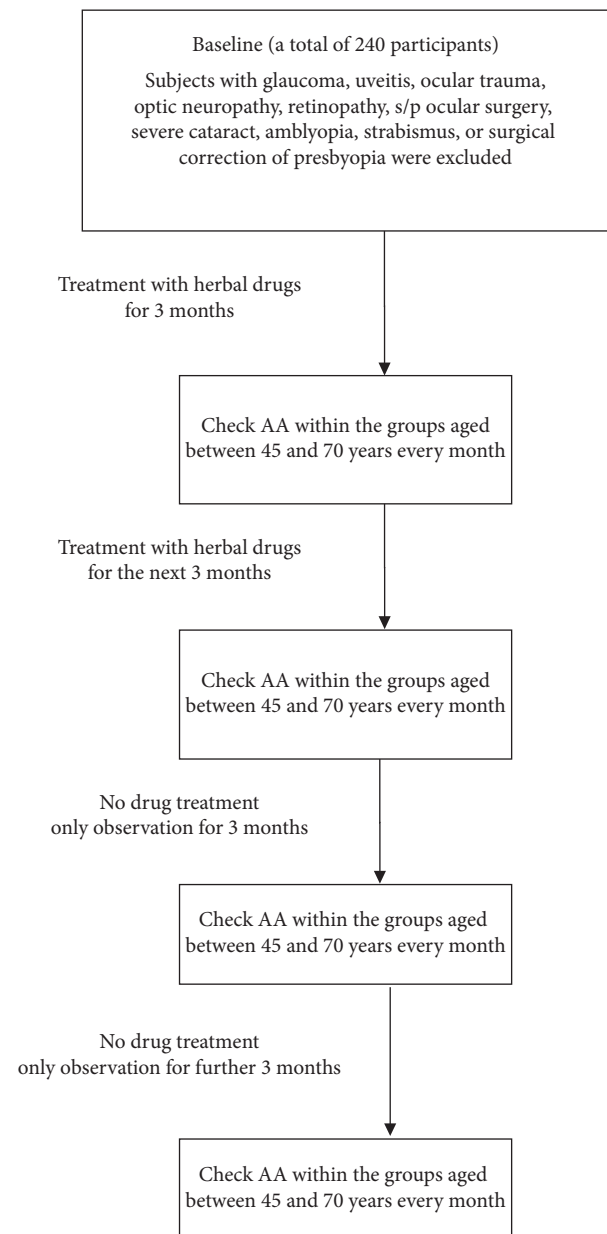 Baseline (a total of 240 participants)
Subjects with glaucoma, uveitis, ocular trauma,
optic neuropathy, retinopathy, s/p ocular surgery,
severe cataract, amblyopia, strabismus, or surgical
correction of presbyopia were excluded
Treatment with herbal drugs
for 3 months
Check AA within the groups aged
between 45 and 70 years every month
Treatment with herbal drugs
for the next 3 months
Check AA within the groups aged
between 45 and 70 years every month
No drug treatment
only observation for 3 months
Check AA within the groups aged
between 45 and 70 years every month
No drug treatment
only observation for further 3 months
Check AA within the groups aged
between 45 and 70 years every month